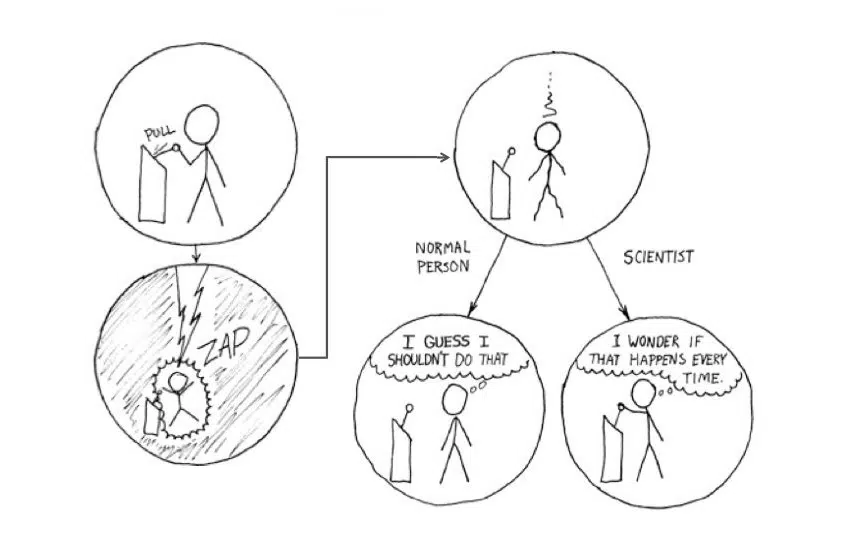 PULL
ZAP
NORMAL
PERSON
SCIENTIST
I GUESS I
SHOULDN'T DO THAT
I WONDER IF
THAT HAPPENS EVERY
TIME.